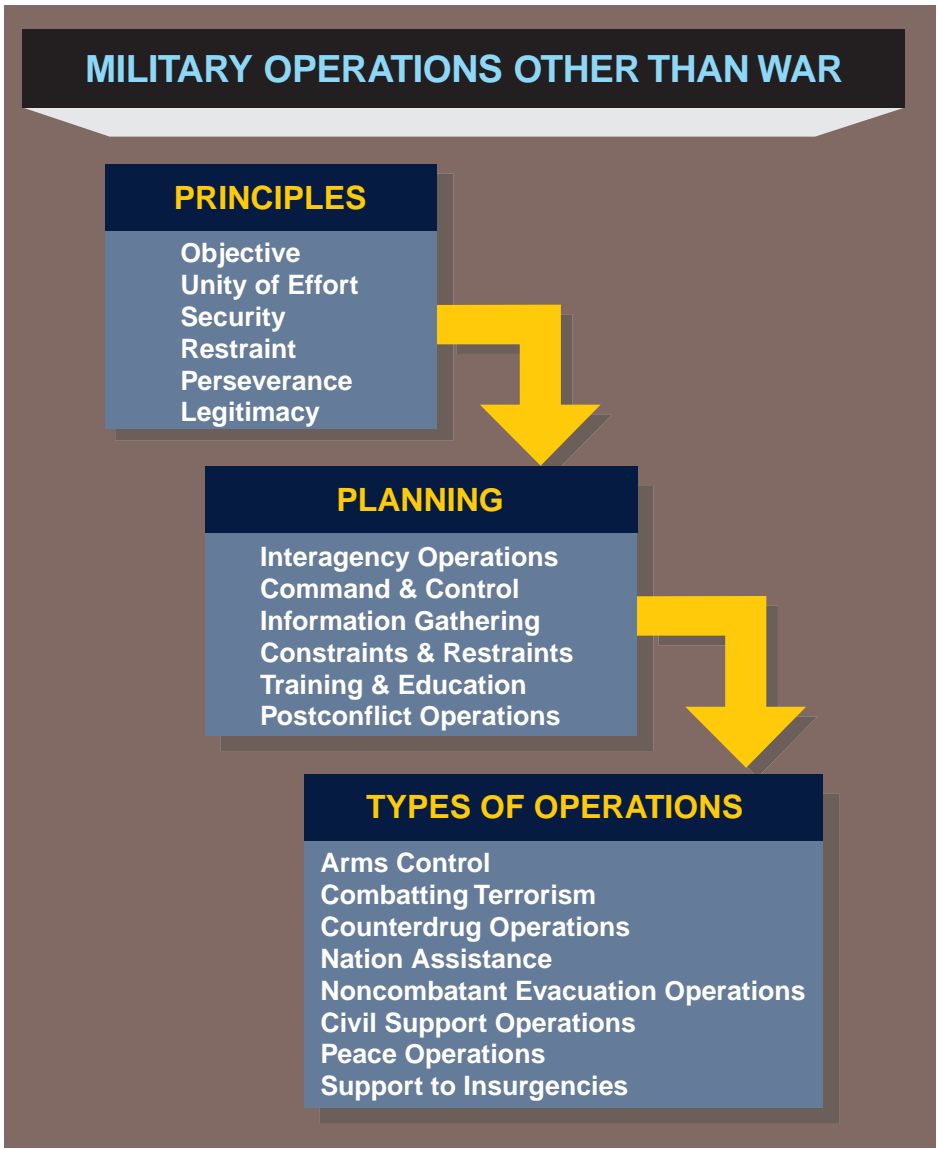 MILITARY OPERATIONS OTHER THAN WAR
PRINCIPLES
Objective
Unity of Effort
Security
Restraint
Perseverance
Legitimacy
PLANNING
Interagency Operations
Command & Control
Information Gathering
Constraints & Restraints
Training & Education
Postconflict Operations
TYPES OF OPERATIONS
Arms Control
Combatting Terrorism
Counterdrug Operations
Nation Assistance
Noncombatant Evacuation Operations
Civil Support Operations
Peace Operations
Support to Insurgencies